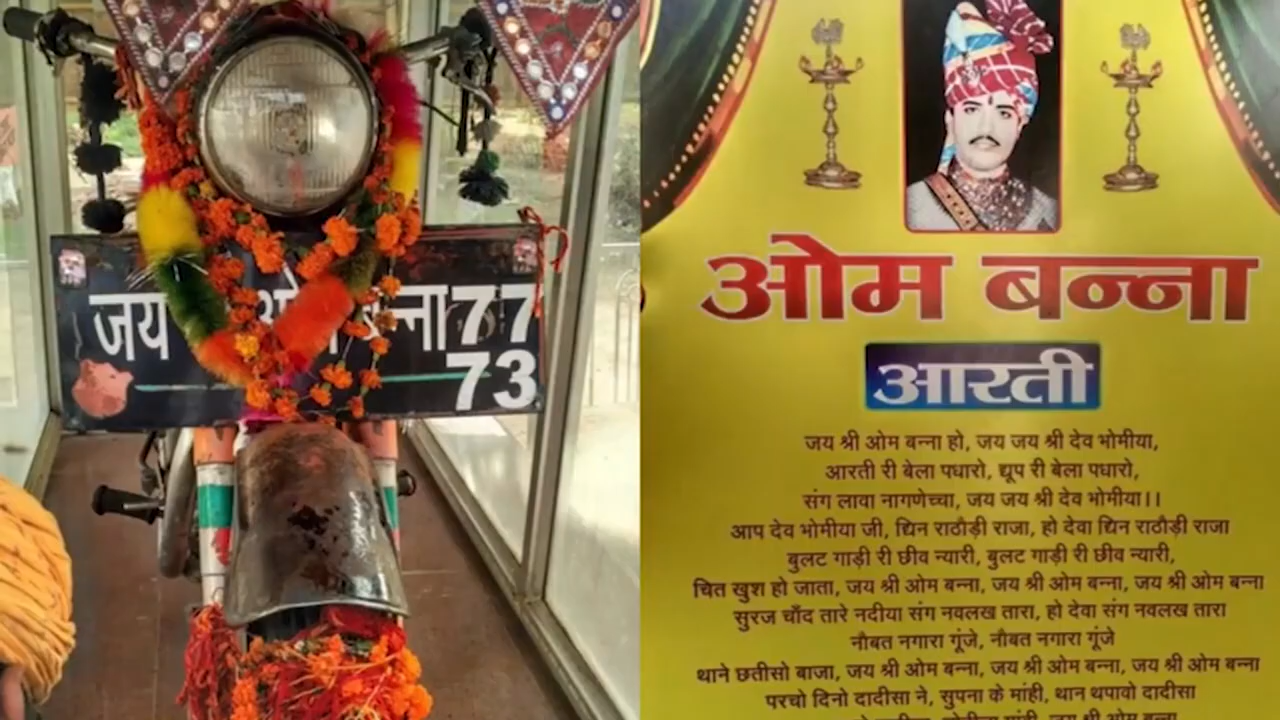 जय
बन्ना 77
73
ओम बन्ना
आरती
जय श्री ओम बन्ना हो, जय जय श्री देव भोमीया,
आरती री बेला पधारो, द्यूप री बेला पधारो,
संग लावा नागणेच्चा, जय जय श्री देव भोमीया।।
आप देव भोमीया जी, द्यिन राठौड़ी राजा, हो देवा द्यिन राठौड़ी राजा
बुलट गाड़ी री छीव न्यारी, बुलट गाड़ी री छीव न्यारी,
चित खुश हो जाता, जय श्री ओम बन्ना, जय श्री ओम बन्ना, जय श्री ओम बन्ना
सुरज चाँद तारे नदीया संग नवलख तारा, हो देवा संग नवलख तारा
नौबत नगारा गूंजे, नौबत नगारा गूंजे
थाने छतीसो बाजा, जय श्री ओम बन्ना, जय श्री ओम बन्ना, जय श्री ओम बन्ना
परचो दिनो दादीसा ने, सुपना के मांही, थान थपावो दादीसा